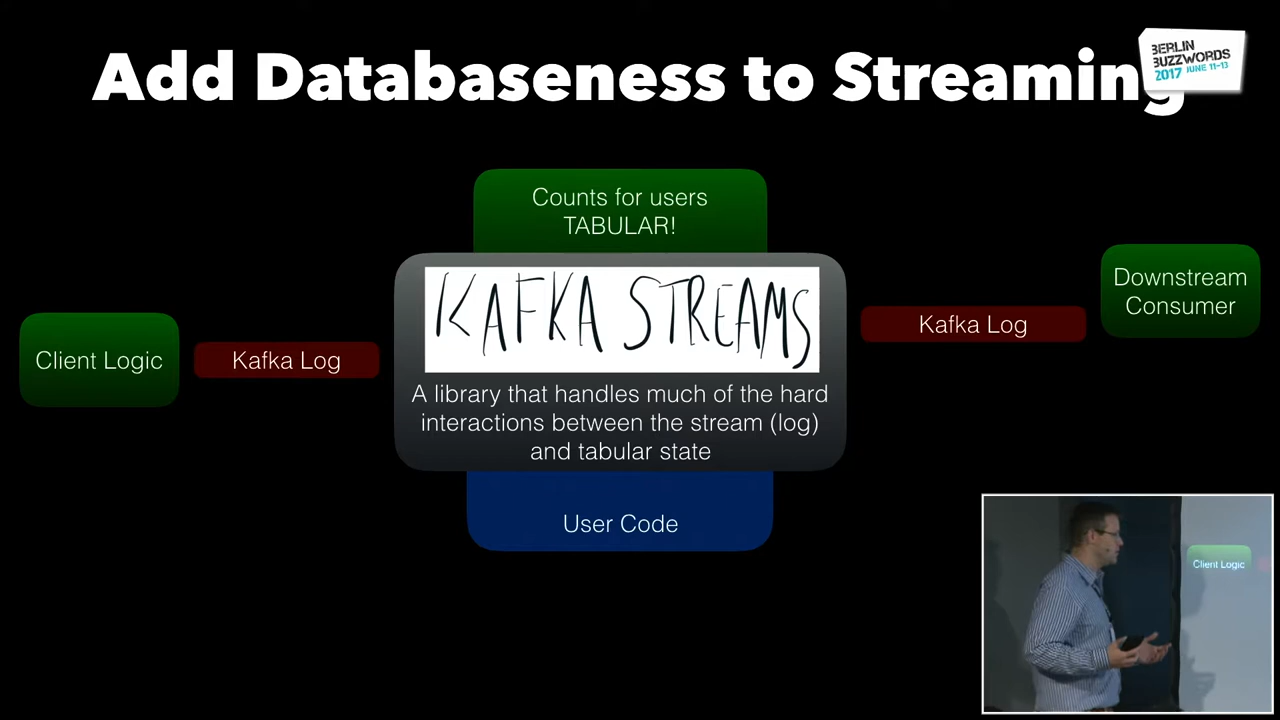 Add Databaseness to Streaming
BERLIN
BUZZWORDS
2017 JUNE 11-13
Counts for users
TABULAR!
KAFKA STREAMS
A library that handles much of the hard
interactions between the stream (log)
and tabular state
Client Logic
Kafka Log
Kafka Log
Downstream
Consumer
User Code
Client Logic